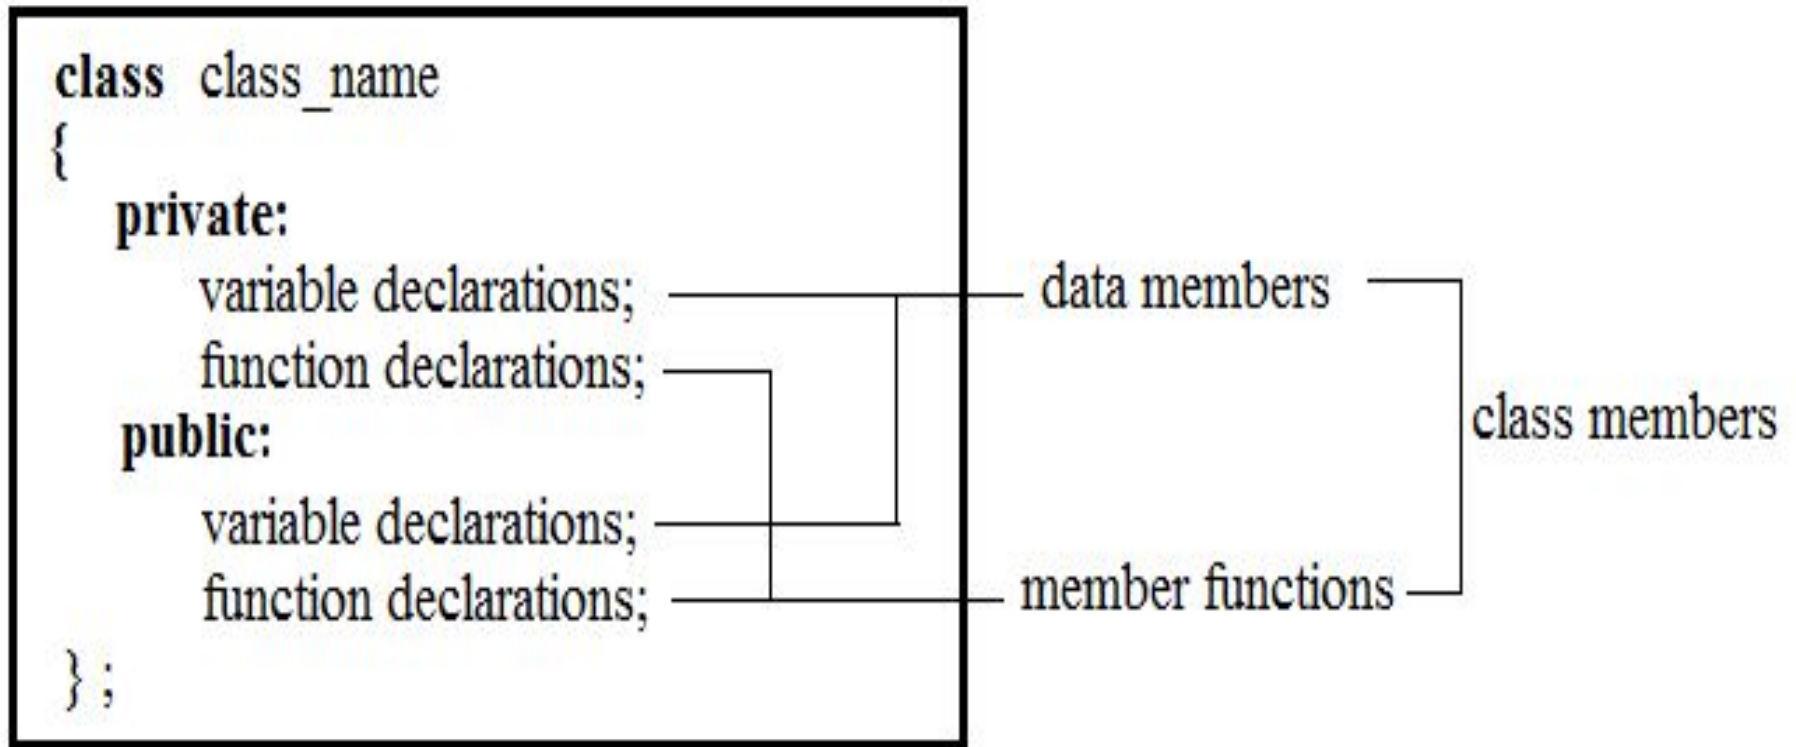 class class_name
{
private:
variable declarations;
function declarations;
public:
variable declarations;
function declarations;
} ;
data members
member functions
class members